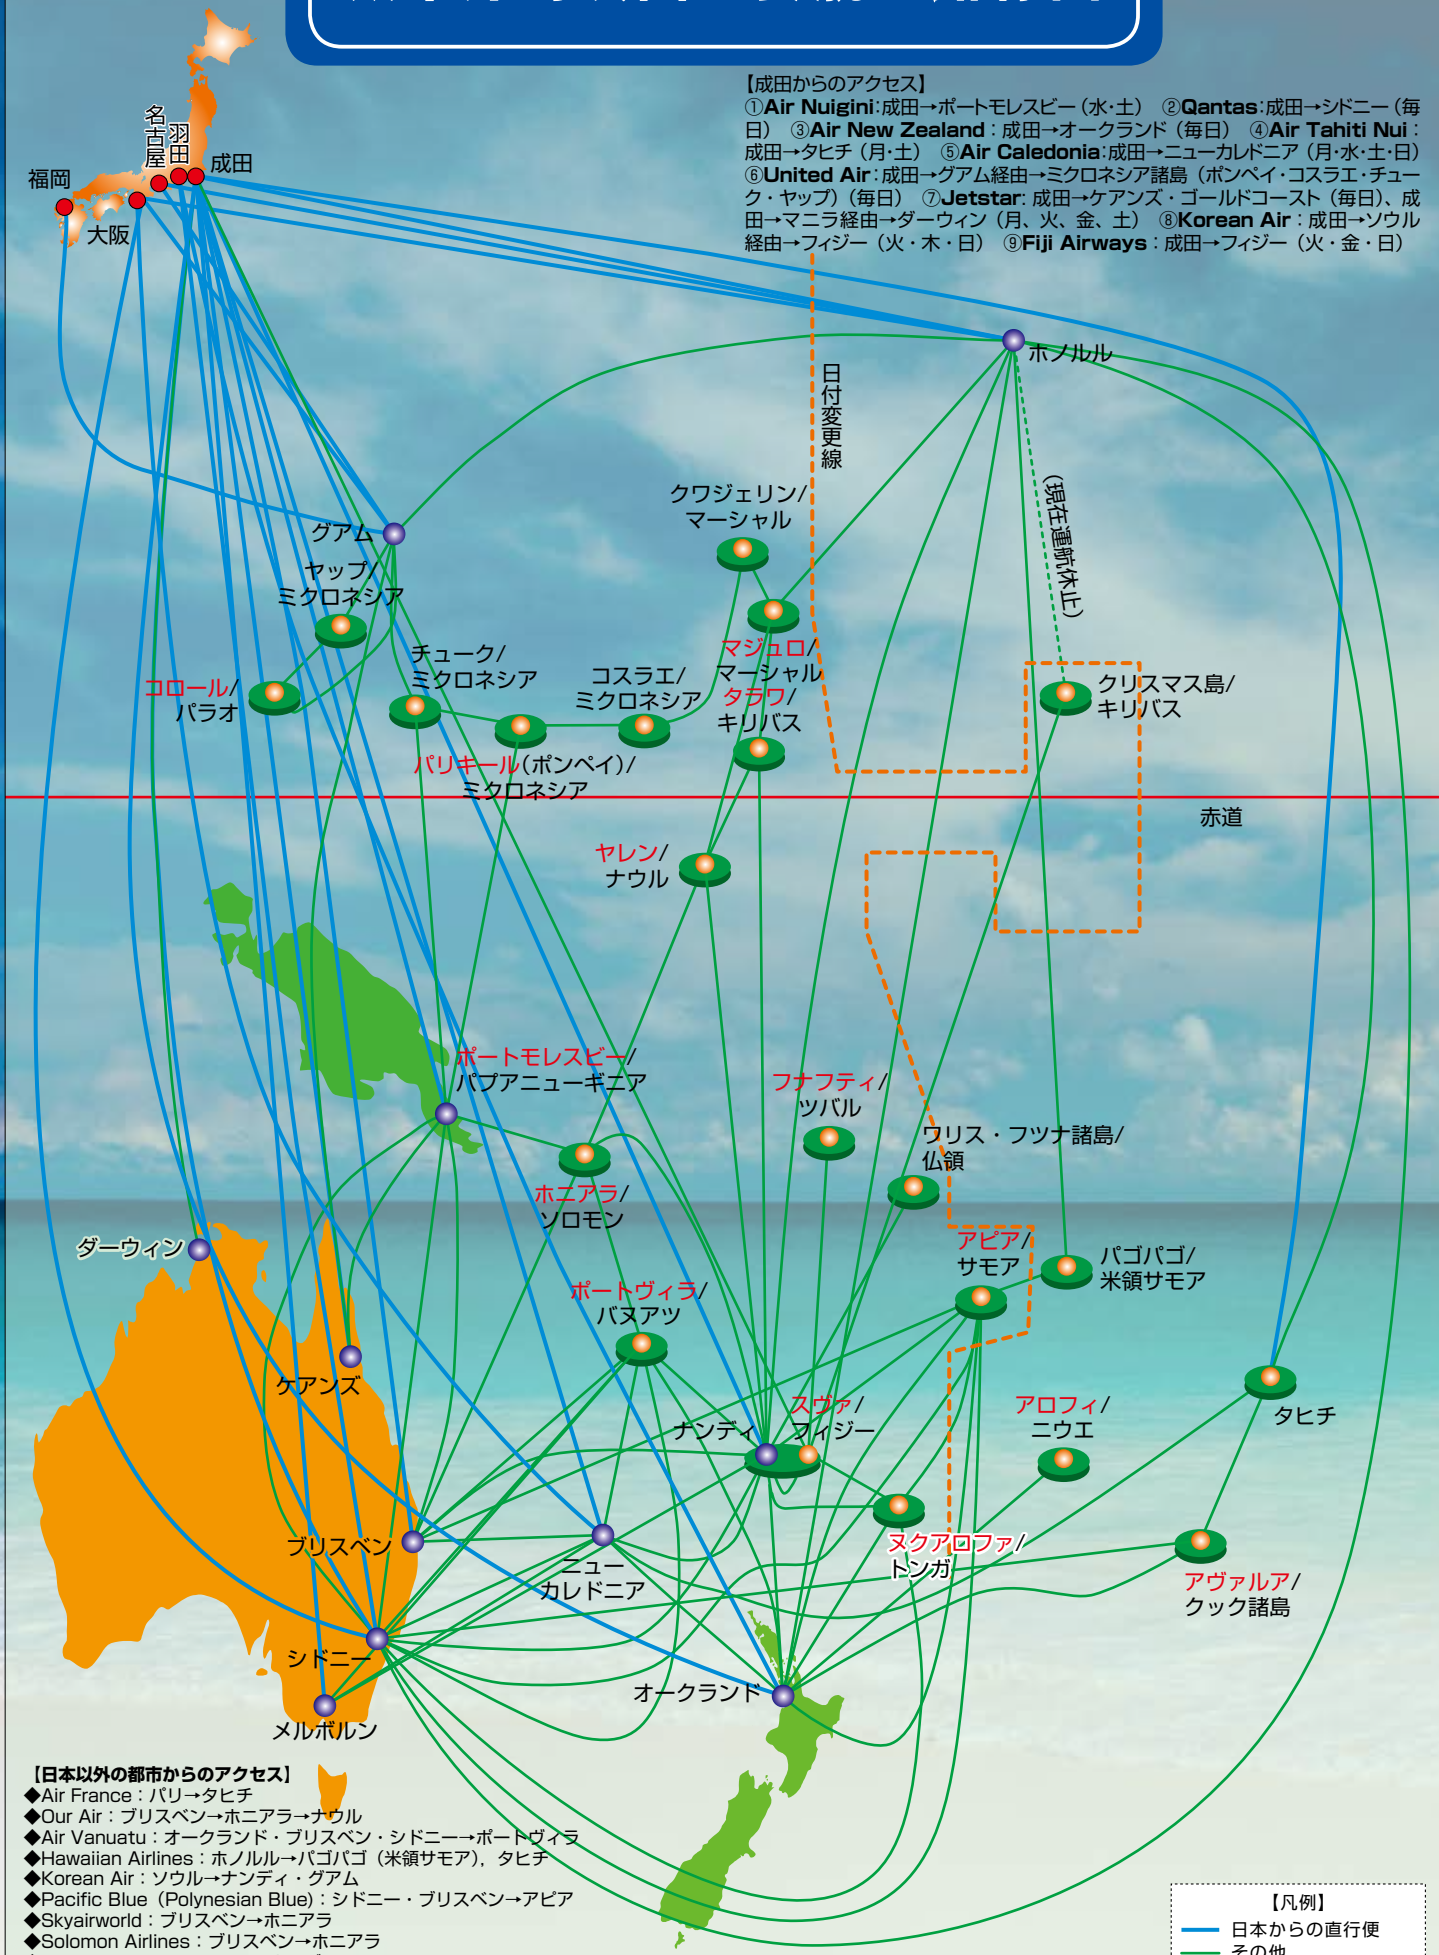 【成田からのアクセス】
①Air Nuigini:成田→ポートモレスビー（水・土） ②Qantas:成田→シドニー（毎
日） ③Air New Zealand：成田→オークランド（毎日） ④Air Tahiti Nui：
成田→タヒチ（月・土） ⑤Air Caledonia:成田→ニューカレドニア（月・水・土・日）
⑥United Air:成田→グアム経由→ミクロネシア諸島（ポンペイ・コスラエ・チュー
ク・ヤップ）（毎日） ⑦Jetstar: 成田→ケアンズ・ゴールドコースト（毎日）、成
田→マニラ経由→ダーウィン（月、火、金、土） ⑧Korean Air：成田→ソウル
経由→フィジー（火・木・日） ⑨Fiji Airways：成田→フィジー（火・金・日）
名古屋
羽田
成田
福岡
大阪
ホノルル
日付変更線
（現在運航休止）
クワジェリン/
マーシャル
グアム
ヤップ/
ミクロネシア
マジュロ/
マーシャル
チューク/
ミクロネシア
コスラエ/
ミクロネシア
コロール/
パラオ
タラワ/
キリバス
クリスマス島/
キリバス
パリキール(ポンペイ)/
ミクロネシア
赤道
ヤレン/
ナウル
ポートモレスビー/
パプアニューギニア
フナフティ/
ツバル
ワリス・フツナ諸島/
仏領
ホニアラ/
ソロモン
ダーウィン
アピア/
サモア
パゴパゴ/
米領サモア
ポートヴィラ/
バヌアツ
ケアンズ
ナンディ
スヴァ/
フィジー
アロフィ/
ニウエ
タヒチ
ブリスベン
ニュー
カレドニア
ヌクアロファ/
トンガ
アヴァルア/
クック諸島
シドニー
オークランド
メルボルン
【日本以外の都市からのアクセス】
◆Air France：パリ→タヒチ
◆Our Air：ブリスベン→ホニアラ→ナウル
◆Air Vanuatu：オークランド・ブリスベン・シドニー→ポートヴィラ
◆Hawaiian Airlines：ホノルル→パゴパゴ（米領サモア），タヒチ
◆Korean Air：ソウル→ナンディ・グアム
◆Pacific Blue（Polynesian Blue)：シドニー・ブリスベン→アピア
◆Skyairworld：ブリスベン→ホニアラ
◆Solomon Airlines：ブリスベン→ホニアラ
【凡例】
日本からの直行便
その他